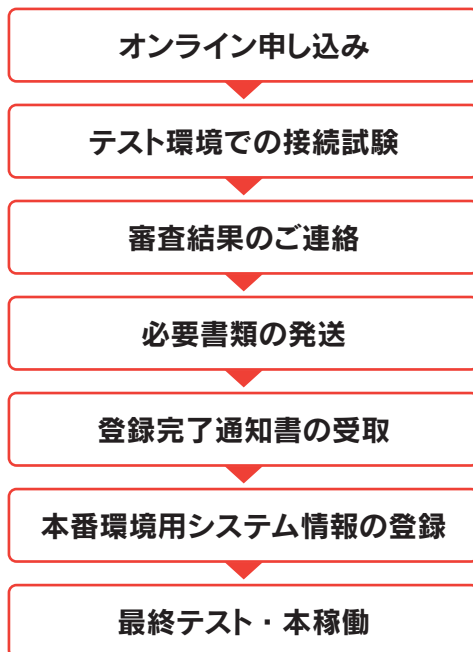 オンライン申し込み
テスト環境での接続試験
審査結果のご連絡
必要書類の発送
登録完了通知書の受取
本番環境用システム情報の登録
最終テスト・本稼働